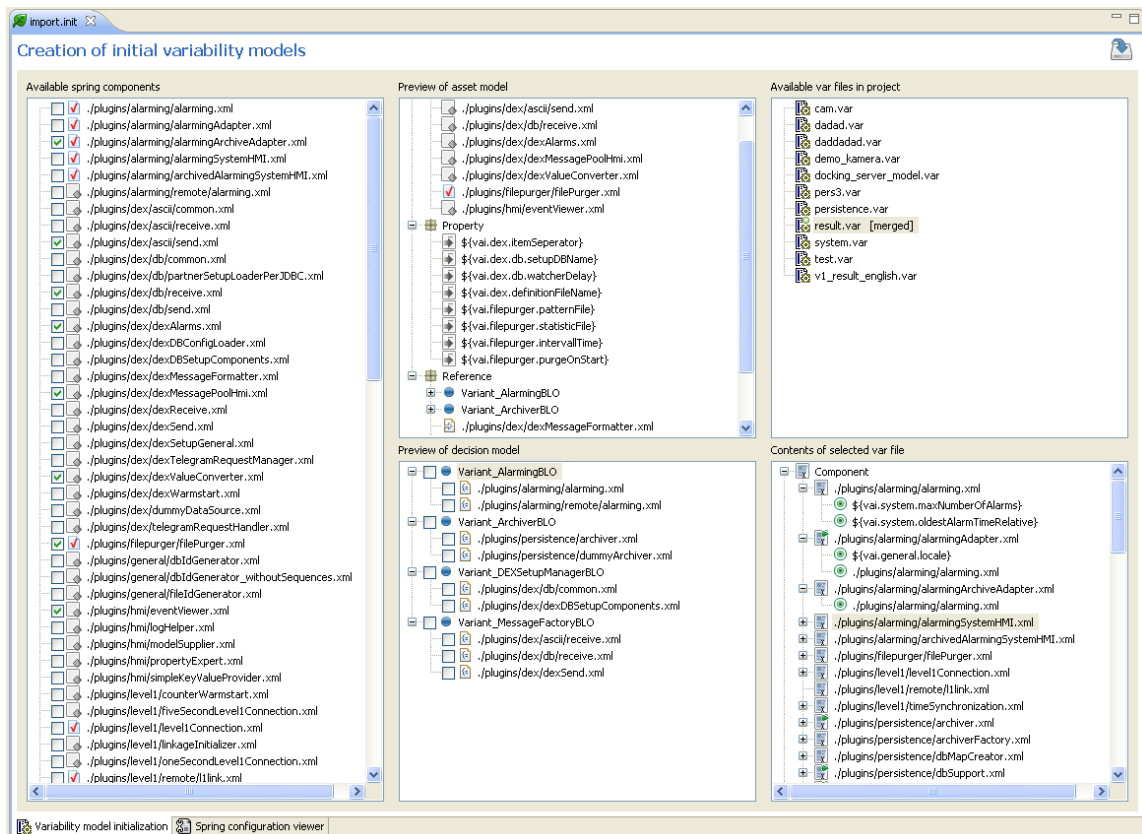 import.init
Creation of initial variability models
Available spring components
./plugins/alarming/alarming.xml
./plugins/alarming/alarmingAdapter.xml
./plugins/alarming/alarmingArchiveAdapter.xml
./plugins/alarming/alarmingSystemHMI.xml
./plugins/alarming/archivedAlarmingSystemHMI.xml
./plugins/alarming/remote/alarming.xml
./plugins/dex/ascii/common.xml
./plugins/dex/ascii/receive.xml
./plugins/dex/ascii/send.xml
./plugins/dex/db/common.xml
./plugins/dex/db/partnerSetupLoaderPerJDBC.xml
./plugins/dex/db/receive.xml
./plugins/dex/db/send.xml
./plugins/dex/dexAlarms.xml
./plugins/dex/dexDBConfigLoader.xml
./plugins/dex/dexDBSetupComponents.xml
./plugins/dex/dexMessageFormatter.xml
./plugins/dex/dexMessagePoolHmi.xml
./plugins/dex/dexReceive.xml
./plugins/dex/dexSend.xml
./plugins/dex/dexSetupGeneral.xml
./plugins/dex/dexTelegramRequestManager.xml
./plugins/dex/dexValueConverter.xml
./plugins/dex/dexWarmstart.xml
./plugins/dex/dummyDataSource.xml
./plugins/dex/telegramRequestHandler.xml
./plugins/filepurger/filePurger.xml
./plugins/general/dbIdGenerator.xml
./plugins/general/dbIdGenerator_withoutSequences.xml
./plugins/general/fileIdGenerator.xml
./plugins/hmi/eventViewer.xml
./plugins/hmi/logHelper.xml
./plugins/hmi/modelSupplier.xml
./plugins/hmi/propertyExpert.xml
./plugins/hmi/simpleKeyValueProvider.xml
./plugins/level1/counterWarmstart.xml
./plugins/level1/fiveSecondLevel1Connection.xml
./plugins/level1/level1Connection.xml
./plugins/level1/linkageInitializer.xml
./plugins/level1/oneSecondLevel1Connection.xml
./plugins/level1/remote/l1link.xml
Preview of asset model
./plugins/dex/ascii/send.xml
./plugins/dex/db/receive.xml
./plugins/dex/dexAlarms.xml
./plugins/dex/dexMessagePoolHmi.xml
./plugins/dex/dexValueConverter.xml
./plugins/filepurger/filePurger.xml
./plugins/hmi/eventViewer.xml
Property
${vai.dex.itemSeperator}
${vai.dex.db.setupDBName}
${vai.dex.db.watcherDelay}
${vai.dex.definitionFileName}
${vai.filepurger.patternFile}
${vai.filepurger.statisticFile}
${vai.filepurger.intervallTime}
${vai.filepurger.purgeOnStart}
Reference
Variant_AlarmingBLO
Variant_ArchiverBLO
./plugins/dex/dexMessageFormatter.xml
Preview of decision model
Variant_AlarmingBLO
./plugins/alarming/alarming.xml
./plugins/alarming/remote/alarming.xml
Variant_ArchiverBLO
./plugins/persistence/archiver.xml
./plugins/persistence/dummyArchiver.xml
Variant_DEXSetupManagerBLO
./plugins/dex/db/common.xml
./plugins/dex/dexDBSetupComponents.xml
Variant_MessageFactoryBLO
./plugins/dex/ascii/receive.xml
./plugins/dex/db/receive.xml
./plugins/dex/dexSend.xml
Available var files in project
cam.var
dadad.var
daddadad.var
demo_kamera.var
docking_server_model.var
pers3.var
persistence.var
result.var [merged]
system.var
test.var
v1_result_english.var
Contents of selected var file
Component
./plugins/alarming/alarming.xml
${vai.system.maxNumberOfAlarms}
${vai.system.oldestAlarmTimeRelative}
./plugins/alarming/alarmingAdapter.xml
${vai.general.locale}
./plugins/alarming/alarming.xml
./plugins/alarming/alarmingArchiveAdapter.xml
./plugins/alarming/alarming.xml
./plugins/alarming/alarmingSystemHMI.xml
./plugins/alarming/archivedAlarmingSystemHMI.xml
./plugins/filepurger/filePurger.xml
./plugins/level1/level1Connection.xml
./plugins/level1/remote/l1link.xml
./plugins/level1/timeSynchronization.xml
./plugins/persistence/archiver.xml
./plugins/persistence/archiverFactory.xml
./plugins/persistence/dbMapCreator.xml
./plugins/persistence/dbSupport.xml
Variability model initialization
Spring configuration viewer